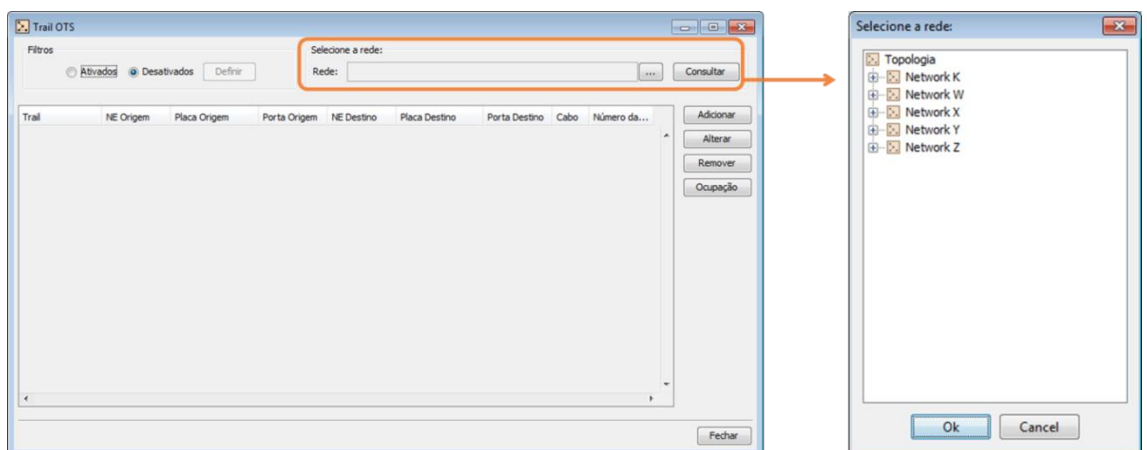 Trail OTS
Filtros
Ativados Desativados Definir
Selecione a rede:
Rede: ... Consultar
Trail NE Origem Placa Origem Porta Origem NE Destino Placa Destino Porta Destino Cabo Número da...
Adicionar
Alterar
Remover
Ocupação
Fechar
Selecione a rede:
Topologia
Network K
Network W
Network X
Network Y
Network Z
Ok Cancel